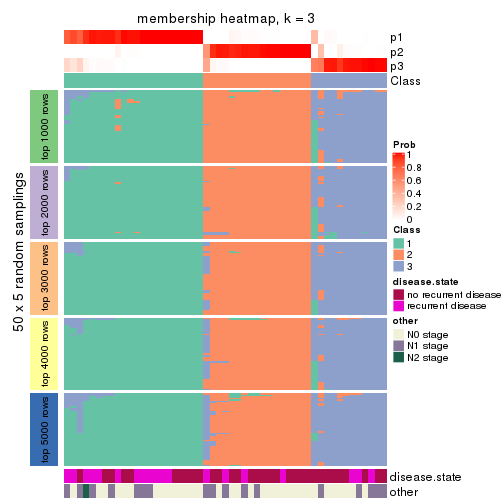 membership heatmap, k = 3
p1
p2
p3
Class
50 x 5 random samplings
top 1000 rows
top 2000 rows
top 3000 rows
top 4000 rows
top 5000 rows
Prob
1
0.8
0.6
0.4
0.2
0
Class
1
2
3
disease.state
no recurrent disease
recurrent disease
other
N0 stage
N1 stage
N2 stage
disease.state
other